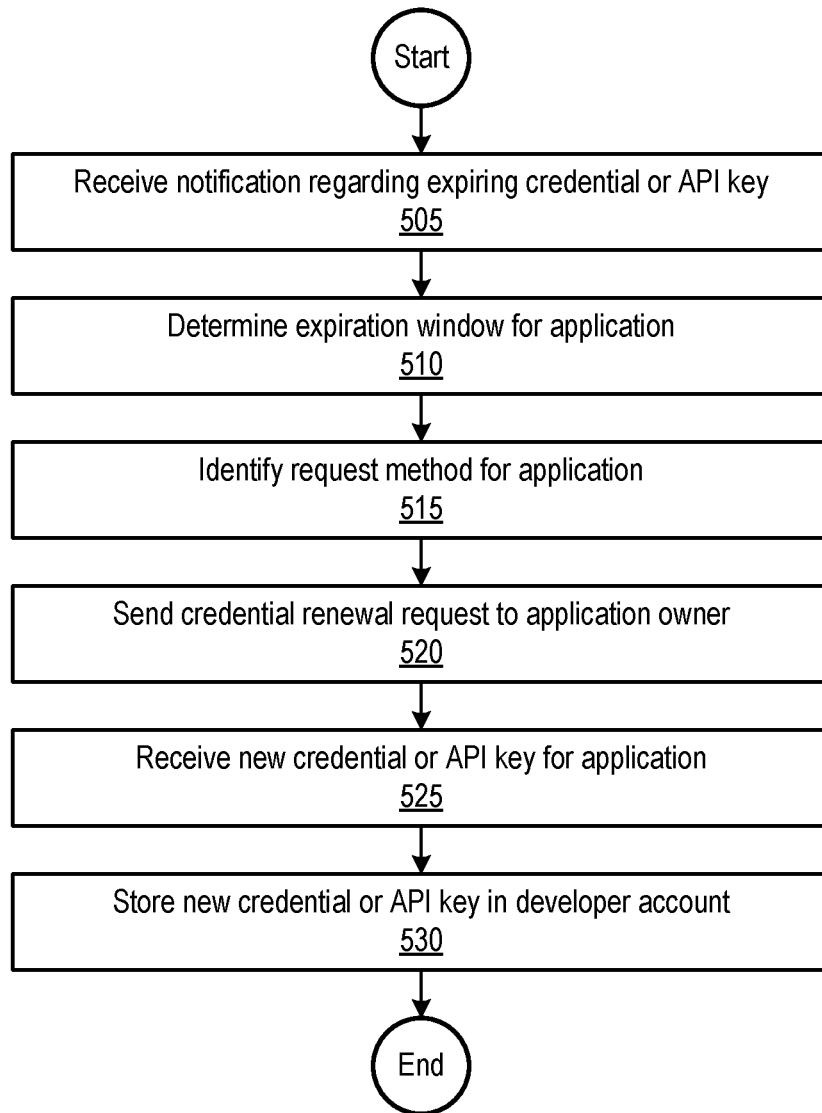 Start
Receive notification regarding expiring credential or API key
505
Determine expiration window for application
510
Identify request method for application
515
Send credential renewal request to application owner
520
Receive new credential or API key for application
525
Store new credential or API key in developer account
530
End